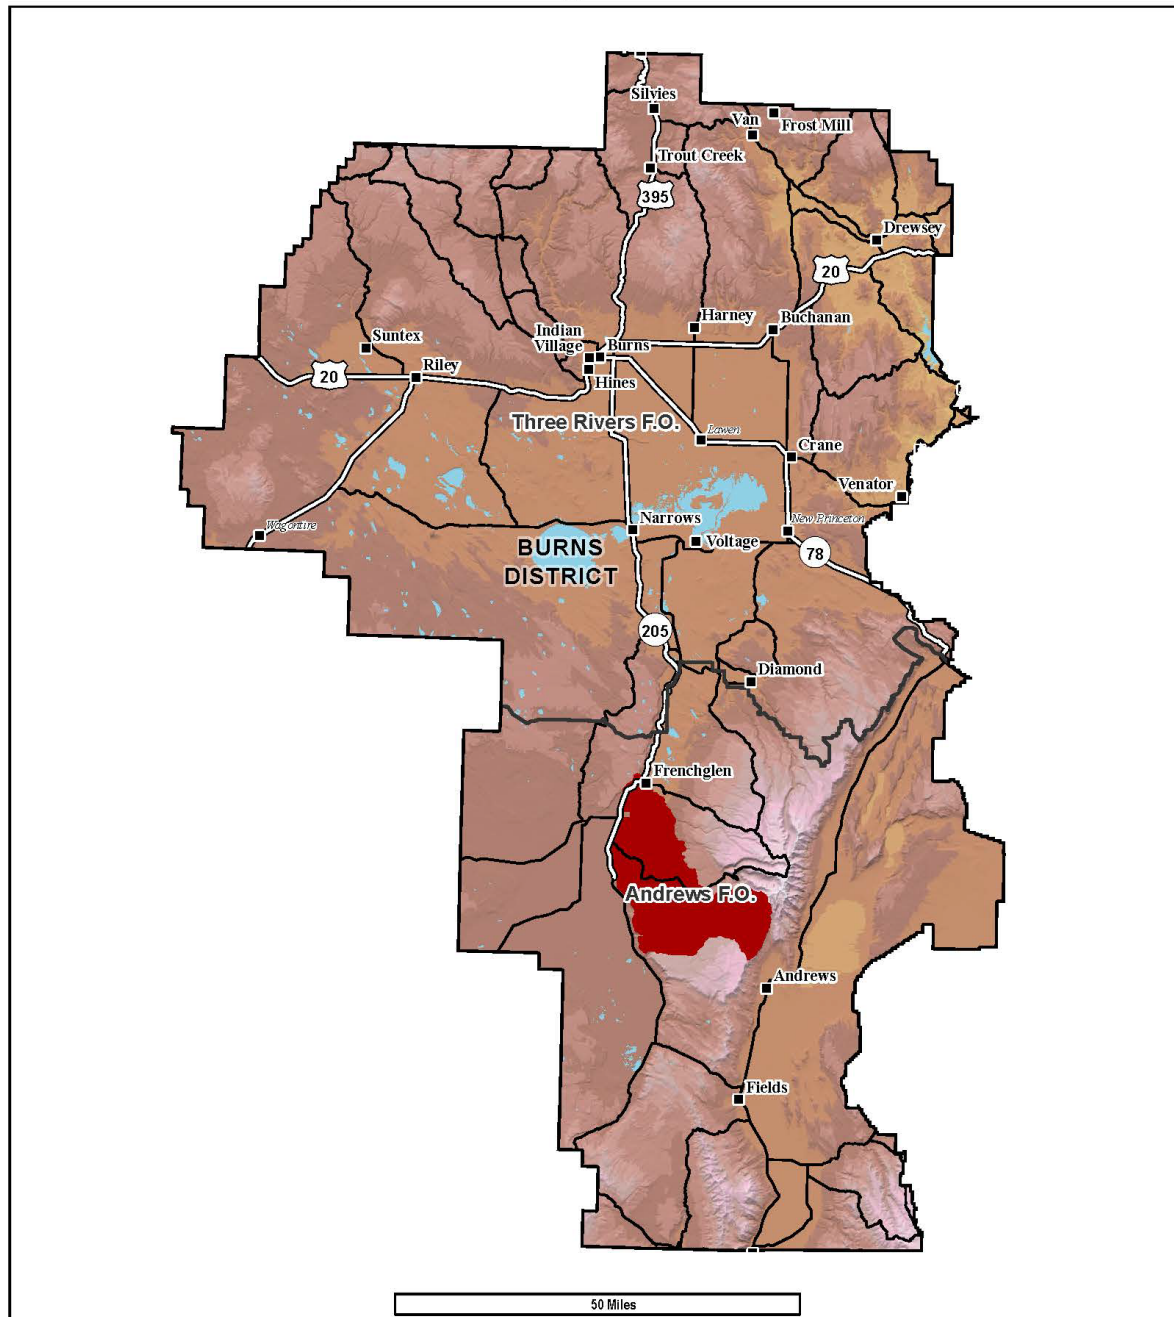 Silvies
Van
Frost Mill
Trout Creek
395
Drewsey
20
Harney
Buchanan
Indian
Village
Burns
Suntex
Riley
20
Hines
Three Rivers F.O.
Lawen
Crane
Venator
Wagontire
Narrows
New Princeton
Voltage
BURNS
DISTRICT
78
205
Diamond
Frenchglen
Andrews F.O.
Andrews
Fields
50 Miles